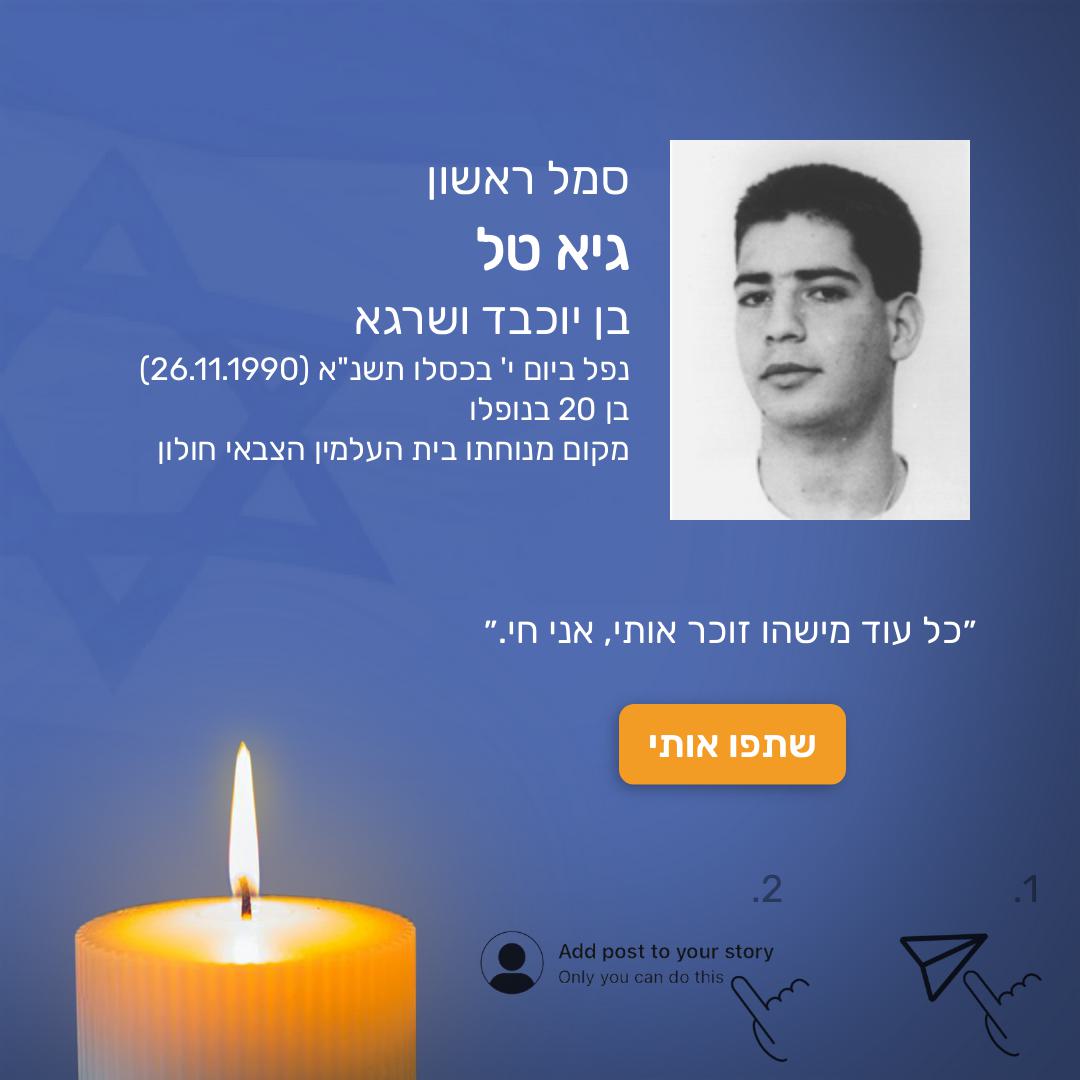 סמל ראשון
גיא טל
בן יוכבד ושרגא
נפל ביום י' בכסלו תשנ"א (26.11.1990)
בן 20 בנופלו
מקום מנוחתו בית העלמין הצבאי חולון
״כל עוד מישהו זוכר אותי, אני חי.״
שתפו אותי
1.
2.
Add post to your story
Only you can do this